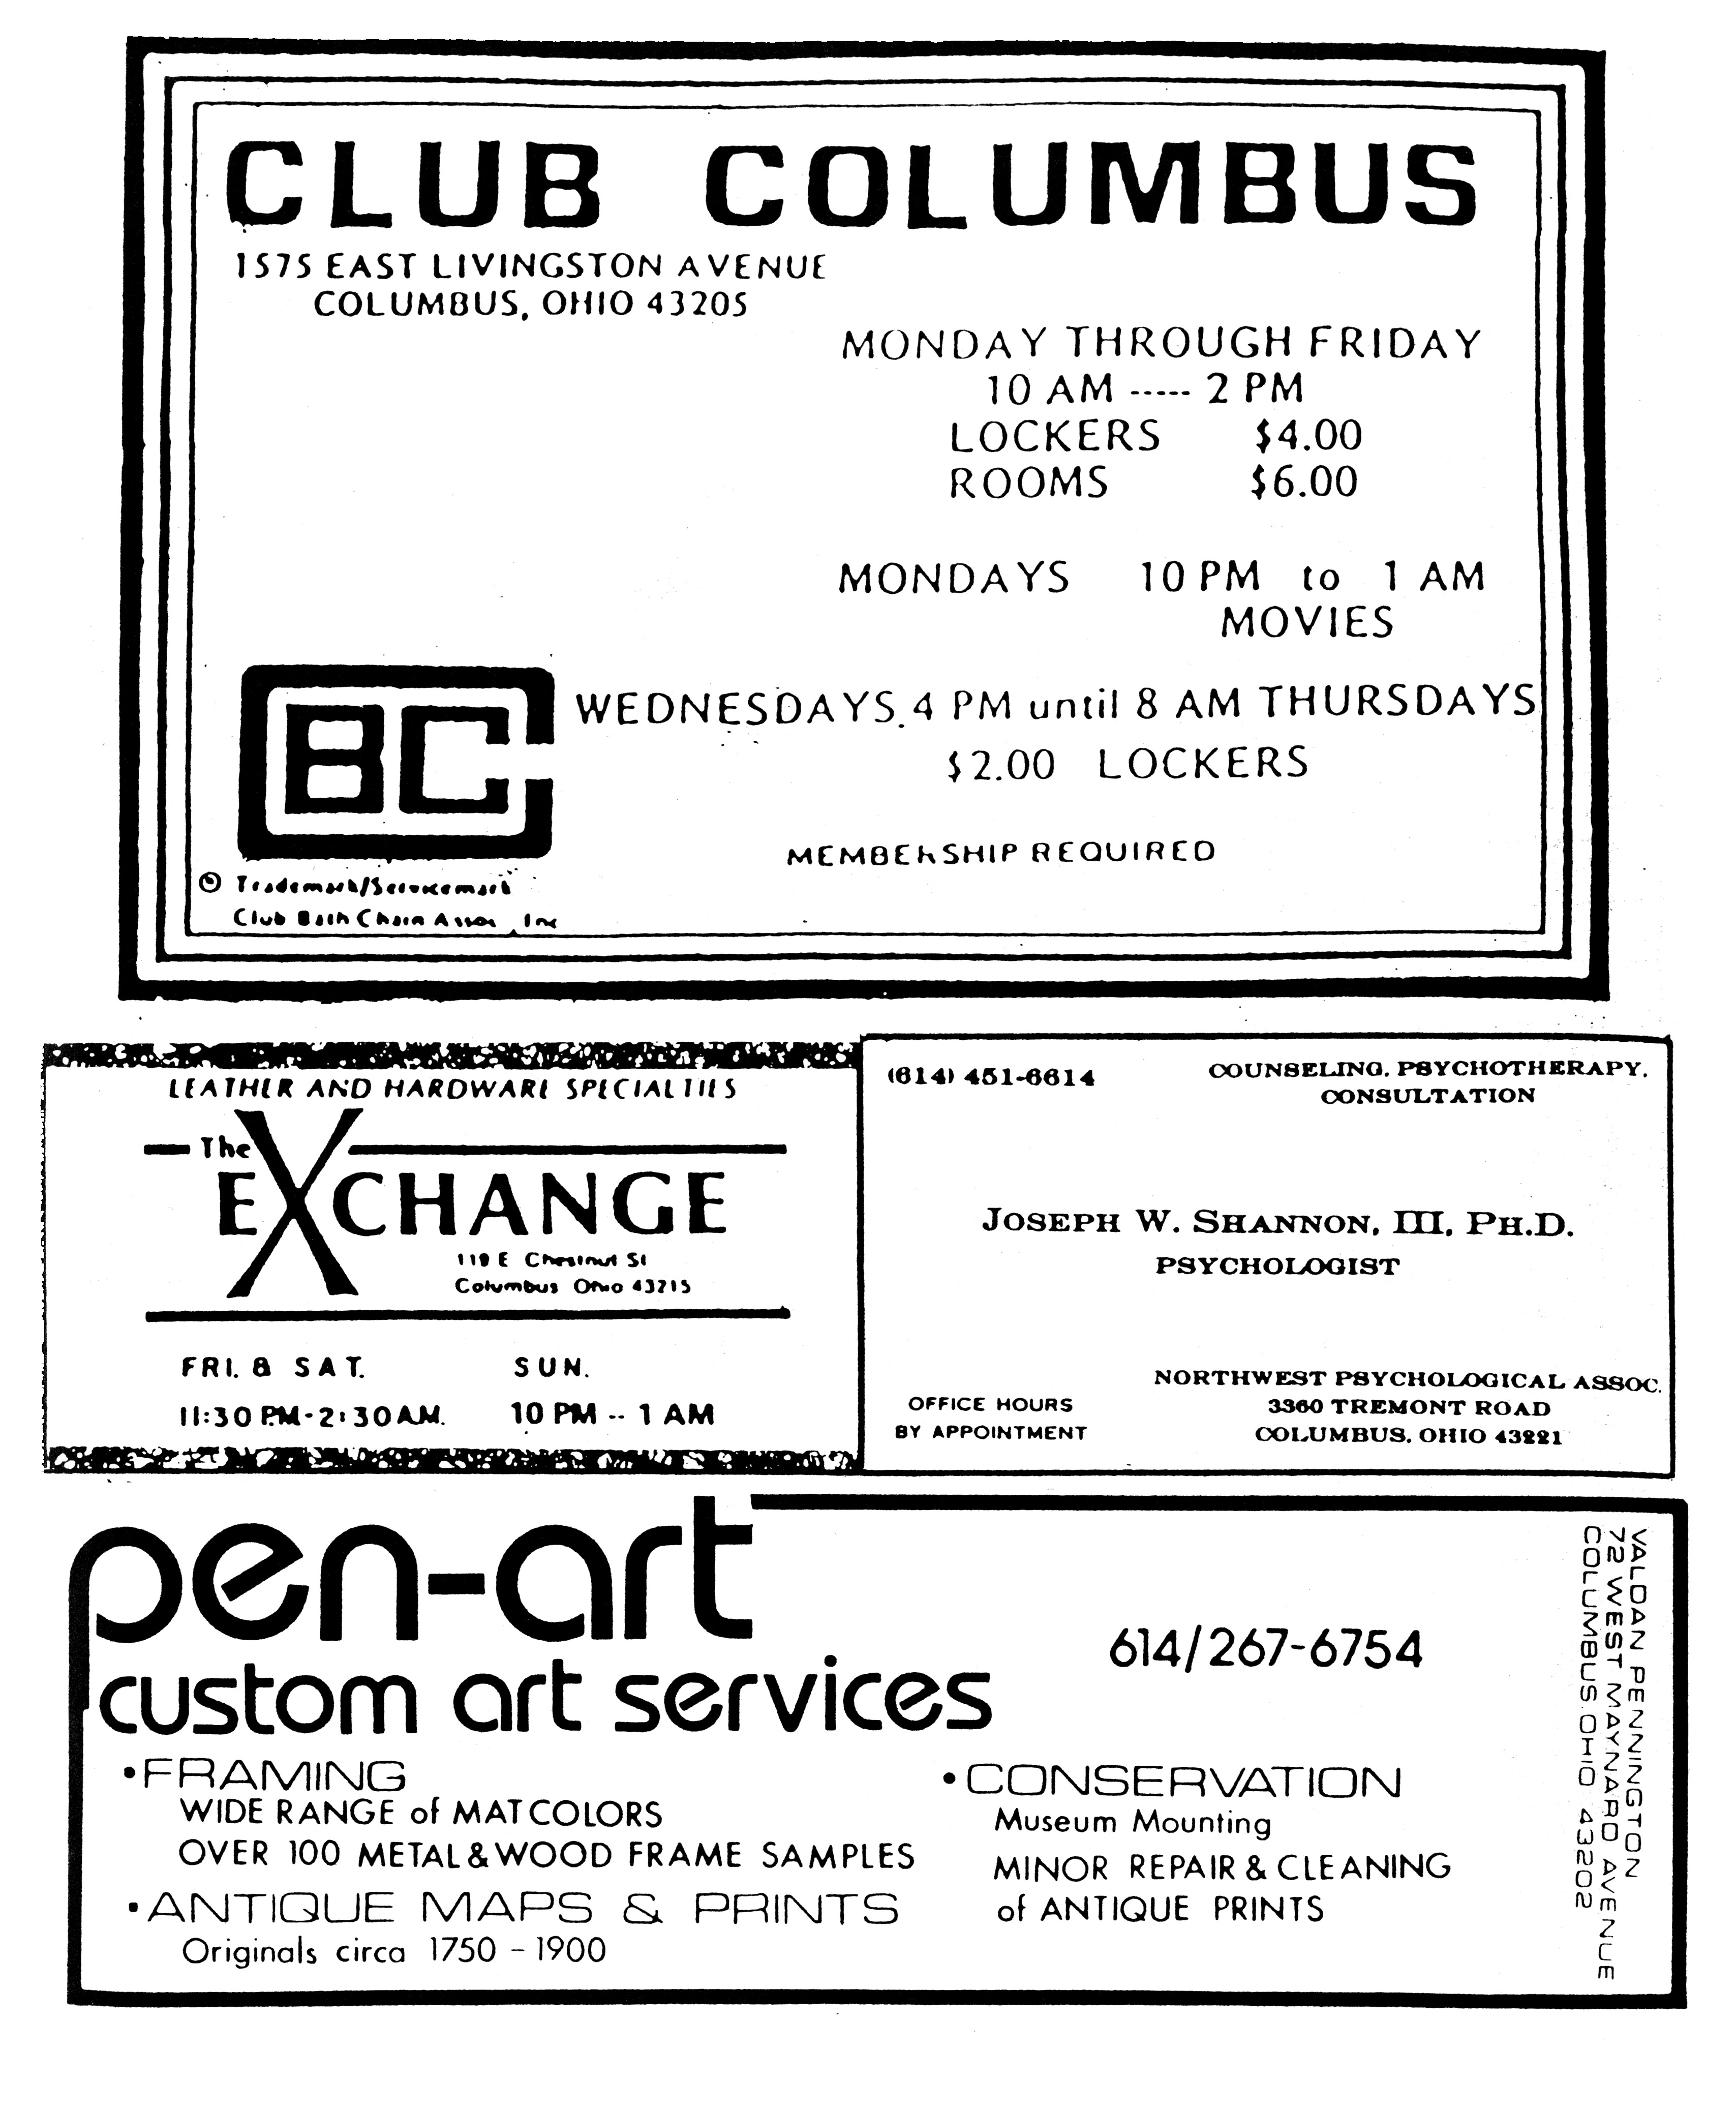 CLUB COLUMBUS
1575 EAST LIVINGSTON AVENUE
COLUMBUS, OHIO 43205
MONDAY THROUGH FRIDAY
10 AM ----- 2 PM
LOCKERS $4.00
ROOMS $6.00
MONDAYS 10 PM to 1 AM
MOVIES
WEDNESDAYS 4 PM until 8 AM THURSDAYS
$2.00 LOCKERS
MEMBERSHIP REQUIRED
BC
© Trademark/Servicemark
Club Bath Chain Assoc., Inc
LEATHER AND HARDWARE SPECIALTIES
The
EXCHANGE
119 E Chestnut St
Columbus Ohio 43215
FRI. & SAT. SUN.
11:30 PM-2:30 A.M. 10 PM -- 1 AM
(614) 451-6614
COUNSELING, PSYCHOTHERAPY,
CONSULTATION
JOSEPH W. SHANNON, III, PH.D.
PSYCHOLOGIST
OFFICE HOURS
BY APPOINTMENT
NORTHWEST PSYCHOLOGICAL ASSOC.
3360 TREMONT ROAD
COLUMBUS, OHIO 43221
pen-art
custom art services
614/267-6754
•FRAMING
WIDE RANGE of MAT COLORS
OVER 100 METAL & WOOD FRAME SAMPLES
•ANTIQUE MAPS & PRINTS
Originals circa 1750 - 1900
•CONSERVATION
Museum Mounting
MINOR REPAIR & CLEANING
of ANTIQUE PRINTS
VALDAN PENNINGTON
72 WEST MAYNARD AVENUE
COLUMBUS, OHIO 43202